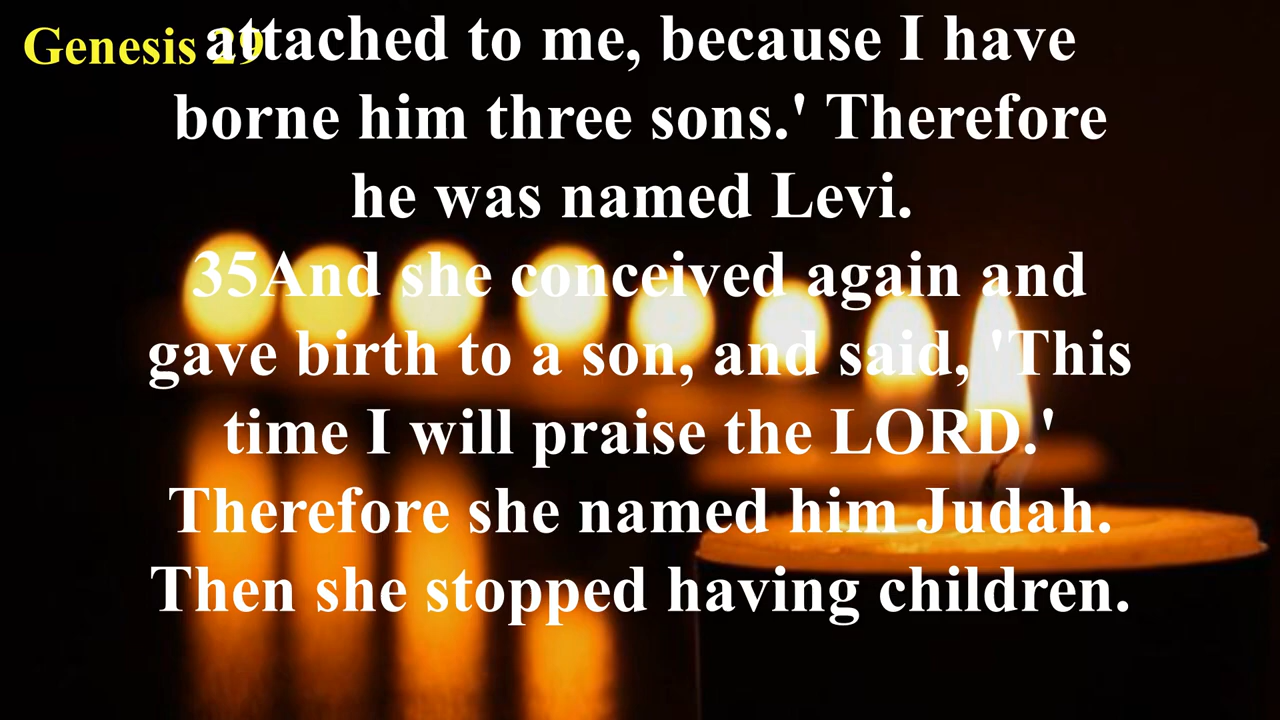 Genesis 29
attached to me, because I have
borne him three sons.' Therefore
he was named Levi.
35And she conceived again and
gave birth to a son, and said, 'This
time I will praise the LORD.'
Therefore she named him Judah.
Then she stopped having children.